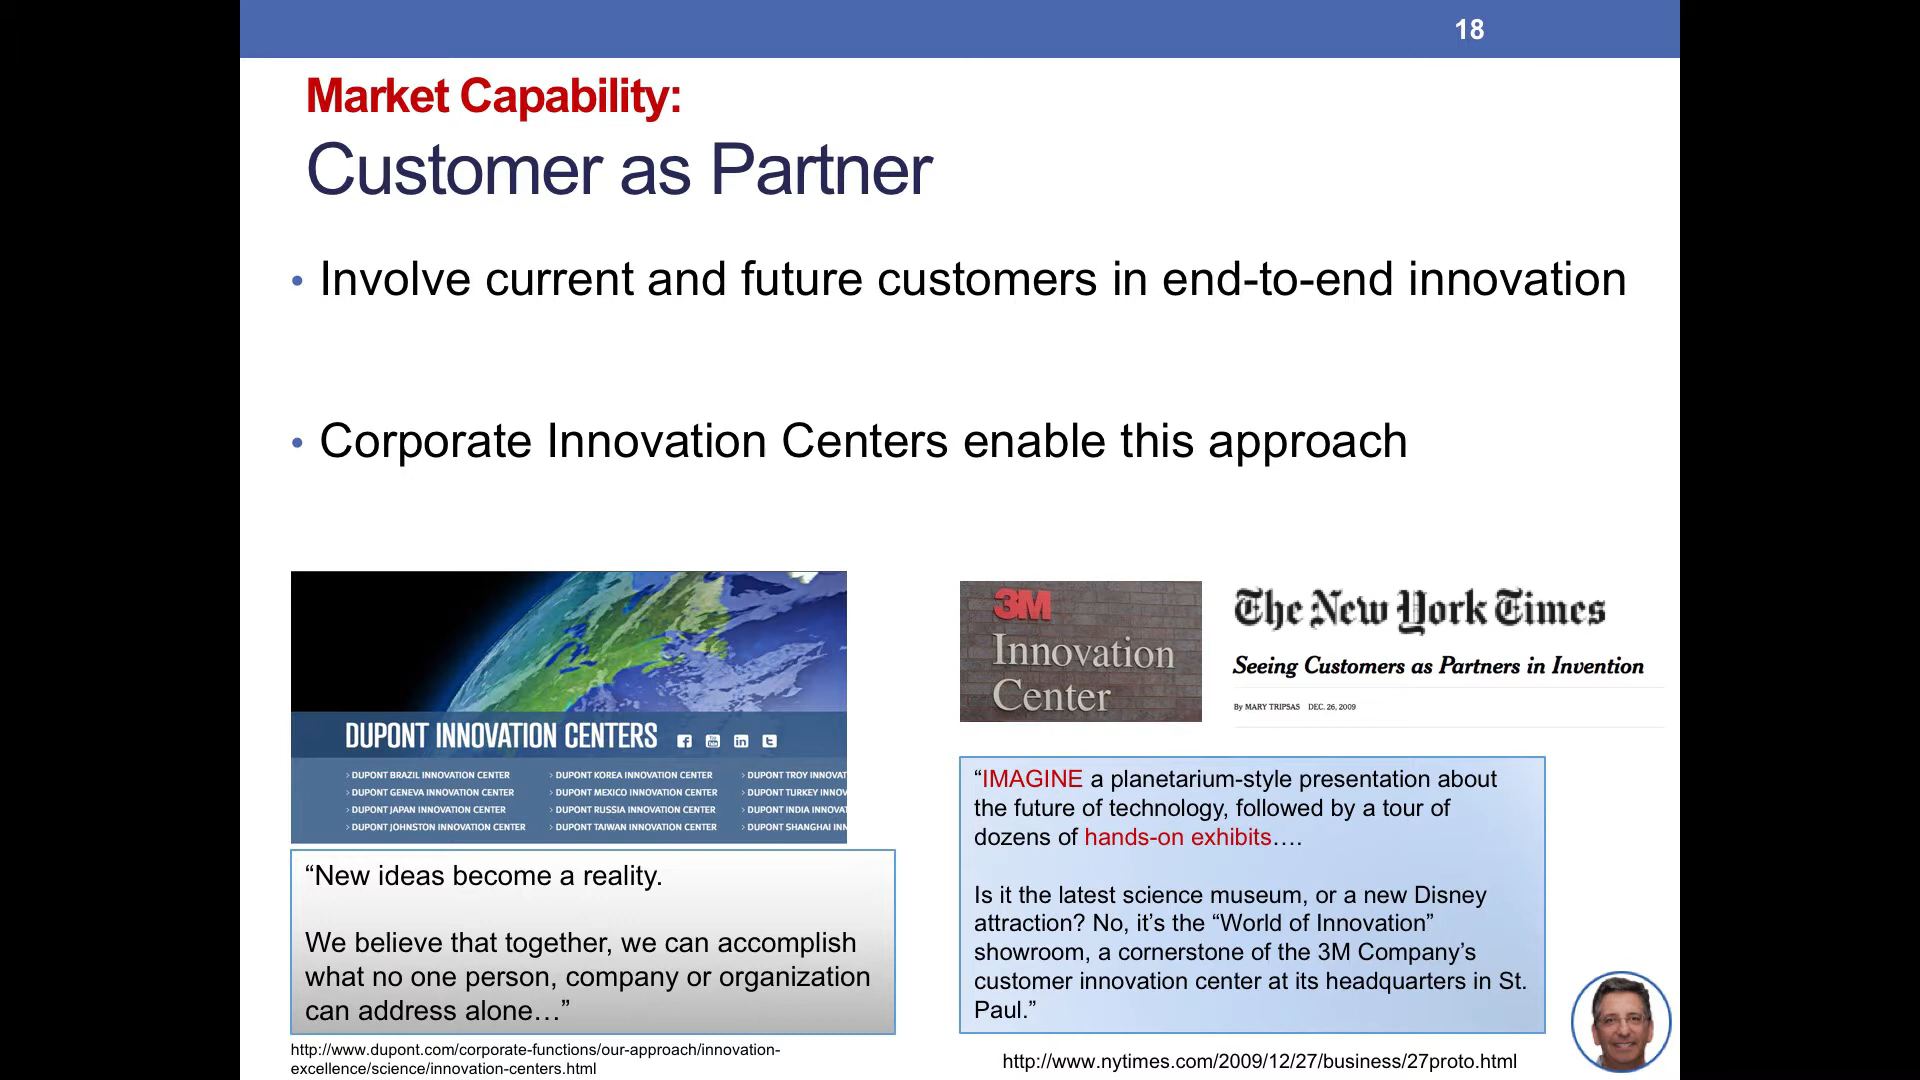 18
Market Capability:
Customer as Partner
• Involve current and future customers in end-to-end innovation
• Corporate Innovation Centers enable this approach
DUPONT INNOVATION CENTERS
> DUPONT BRAZIL INNOVATION CENTER
> DUPONT GENEVA INNOVATION CENTER
> DUPONT JAPAN INNOVATION CENTER
> DUPONT JOHNSTON INNOVATION CENTER
> DUPONT KOREA INNOVATION CENTER
> DUPONT MEXICO INNOVATION CENTER
> DUPONT RUSSIA INNOVATION CENTER
> DUPONT TAIWAN INNOVATION CENTER
> DUPONT TROY INNOVAT
> DUPONT TURKEY INNOV
> DUPONT INDIA INNOVA
> DUPONT SHANGHAI INN
“New ideas become a reality.
We believe that together, we can accomplish
what no one person, company or organization
can address alone…”
http://www.dupont.com/corporate-functions/our-approach/innovation-
excellence/science/innovation-centers.html
3M
Innovation
Center
The New York Times
Seeing Customers as Partners in Invention
By MARY TRIPSAS DEC. 26, 2009
“IMAGINE a planetarium-style presentation about
the future of technology, followed by a tour of
dozens of hands-on exhibits….
Is it the latest science museum, or a new Disney
attraction? No, it’s the “World of Innovation”
showroom, a cornerstone of the 3M Company’s
customer innovation center at its headquarters in St.
Paul.”
http://www.nytimes.com/2009/12/27/business/27proto.html